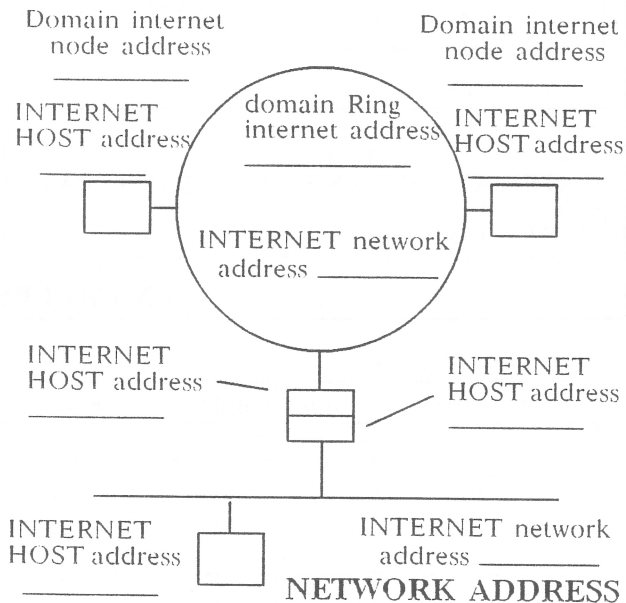 Domain internet
node address
Domain internet
node address
INTERNET
HOST address
domain Ring
internet address
INTERNET
HOST address
INTERNET network
address
INTERNET
HOST address
INTERNET
HOST address
INTERNET
HOST address
INTERNET network
address
NETWORK ADDRESS